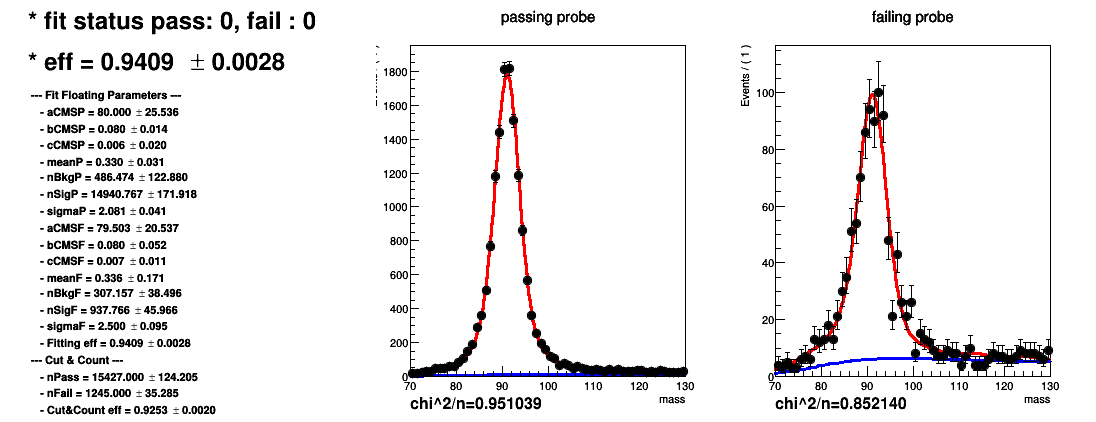 * fit status pass: 0, fail : 0
* eff = 0.9409 ± 0.0028
--- Fit Floating Parameters ---
- aCMSP = 80.000 ± 25.536
- bCMSP = 0.080 ± 0.014
- cCMSP = 0.006 ± 0.020
- meanP = 0.330 ± 0.031
- nBkgP = 486.474 ± 122.880
- nSigP = 14940.767 ± 171.918
- sigmaP = 2.081 ± 0.041
- aCMSF = 79.503 ± 20.537
- bCMSF = 0.080 ± 0.052
- cCMSF = 0.007 ± 0.011
- meanF = 0.336 ± 0.171
- nBkgF = 307.157 ± 38.496
- nSigF = 937.766 ± 45.966
- sigmaF = 2.500 ± 0.095
- Fitting eff = 0.9409 ± 0.0028
--- Cut & Count ---
- nPass = 15427.000 ± 124.205
- nFail = 1245.000 ± 35.285
- Cut&Count eff = 0.9253 ± 0.0020
passing probe
1800
1600
1400
1200
1000
800
600
400
200
0
70 80 90 100 110 120 130
mass
chi^2/n=0.951039
failing probe
Events / ( 1 )
100
80
60
40
20
0
70 80 90 100 110 120 130
mass
chi^2/n=0.852140